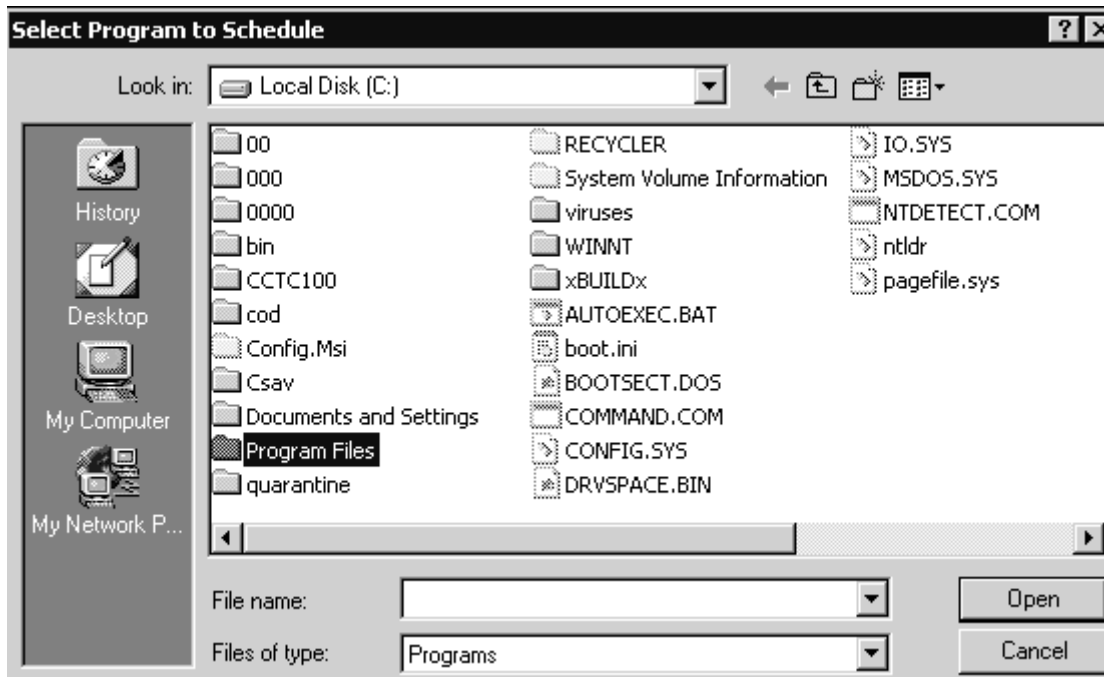 Select Program to Schedule
Look in:
Local Disk (C:)
History
Desktop
My Computer
My Network P...
00
000
0000
bin
CCTC100
cod
Config.Msi
Csav
Documents and Settings
Program Files
quarantine
RECYCLER
System Volume Information
viruses
WINNT
xBUILDx
AUTOEXEC.BAT
boot.ini
BOOTSECT.DOS
COMMAND.COM
CONFIG.SYS
DRVSPACE.BIN
IO.SYS
MSDOS.SYS
NTDETECT.COM
ntldr
pagefile.sys
File name:
Open
Files of type:
Programs
Cancel